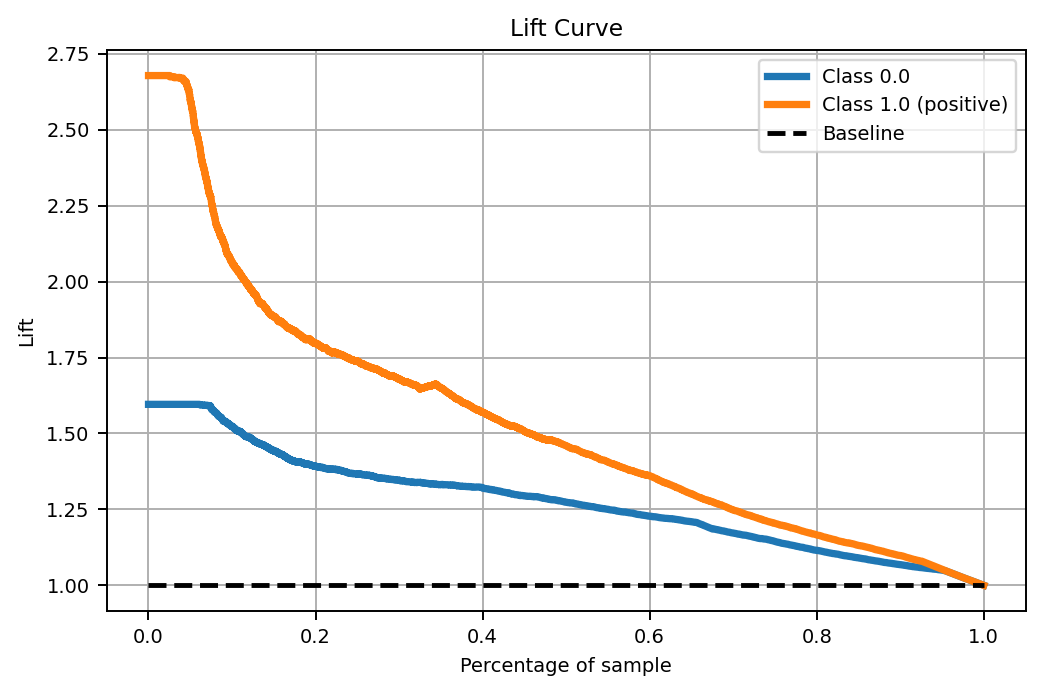 Lift Curve
2.75
2.50
2.25
2.00
1.75
1.50
1.25
1.00
Lift
Class 0.0
Class 1.0 (positive)
Baseline
0.0 0.2 0.4 0.6 0.8 1.0
Percentage of sample